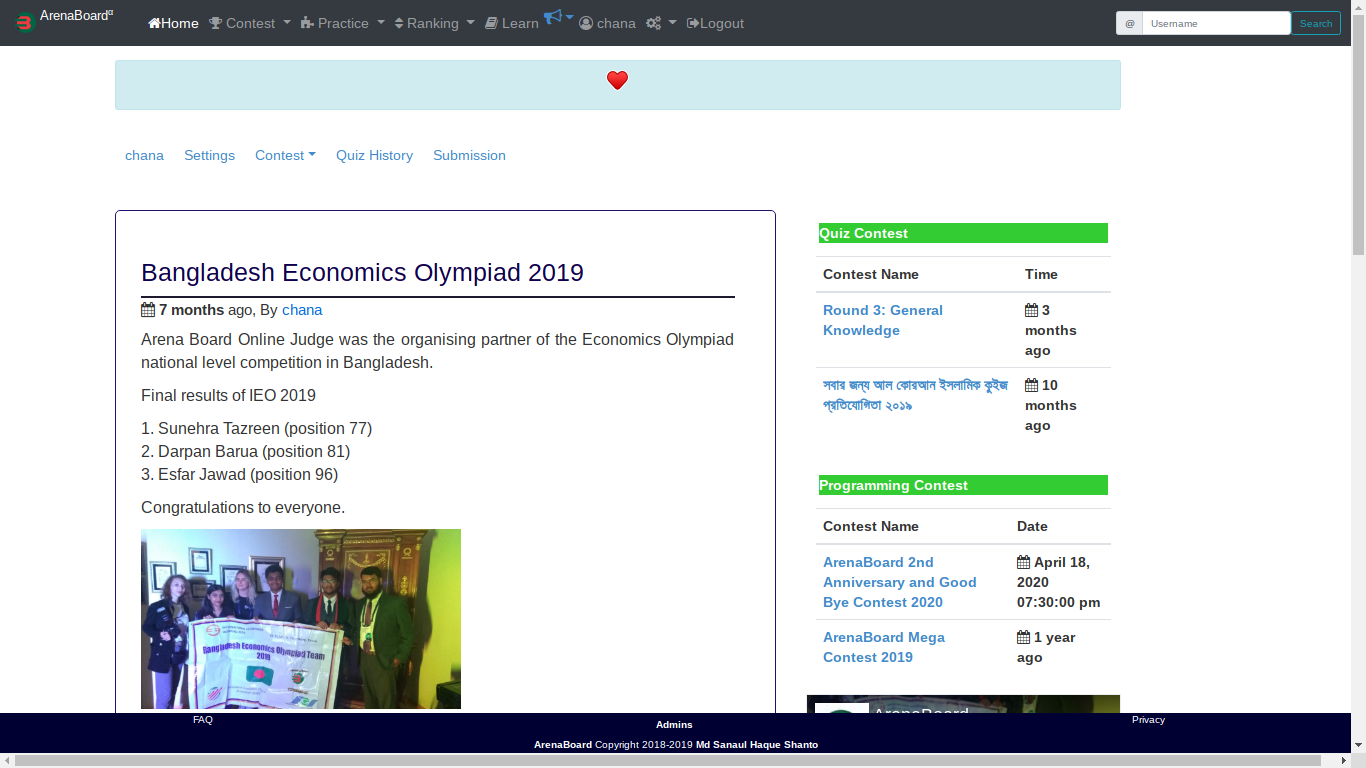 ArenaBoardα
Home Contest Practice Ranking Learn chana Logout
@ Username Search
chana Settings Contest Quiz History Submission
Bangladesh Economics Olympiad 2019
7 months ago, By chana
Arena Board Online Judge was the organising partner of the Economics Olympiad
national level competition in Bangladesh.
Final results of IEO 2019
1. Sunehra Tazreen (position 77)
2. Darpan Barua (position 81)
3. Esfar Jawad (position 96)
Congratulations to everyone.
Bangladesh Economics Olympiad Team
2019
Quiz Contest
Contest Name Time
Round 3: General
Knowledge
3
months
ago
সবার জন্য আল কোরআন ইসলামিক কুইজ
প্রতিযোগিতা ২০১৯
10
months
ago
Programming Contest
Contest Name Date
ArenaBoard 2nd
Anniversary and Good
Bye Contest 2020
April 18,
2020
07:30:00 pm
ArenaBoard Mega
Contest 2019
1 year
ago
ArenaBoard
FAQ
Admins
Privacy
ArenaBoard Copyright 2018-2019 Md Sanaul Haque Shanto